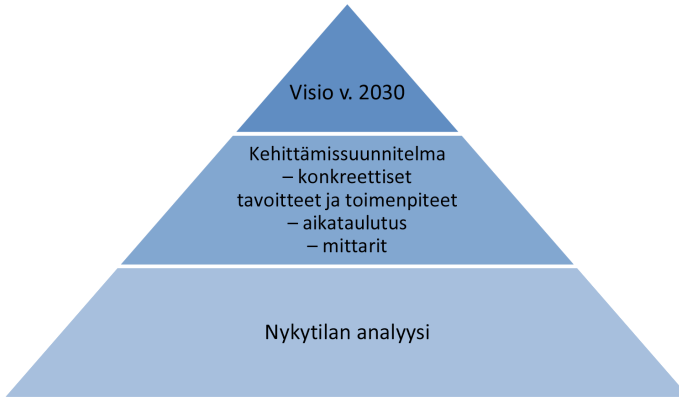 Visio v. 2030
Kehittämissuunnitelma
– konkreettiset
tavoitteet ja toimenpiteet
– aikataulutus
– mittarit
Nykytilan analyysi